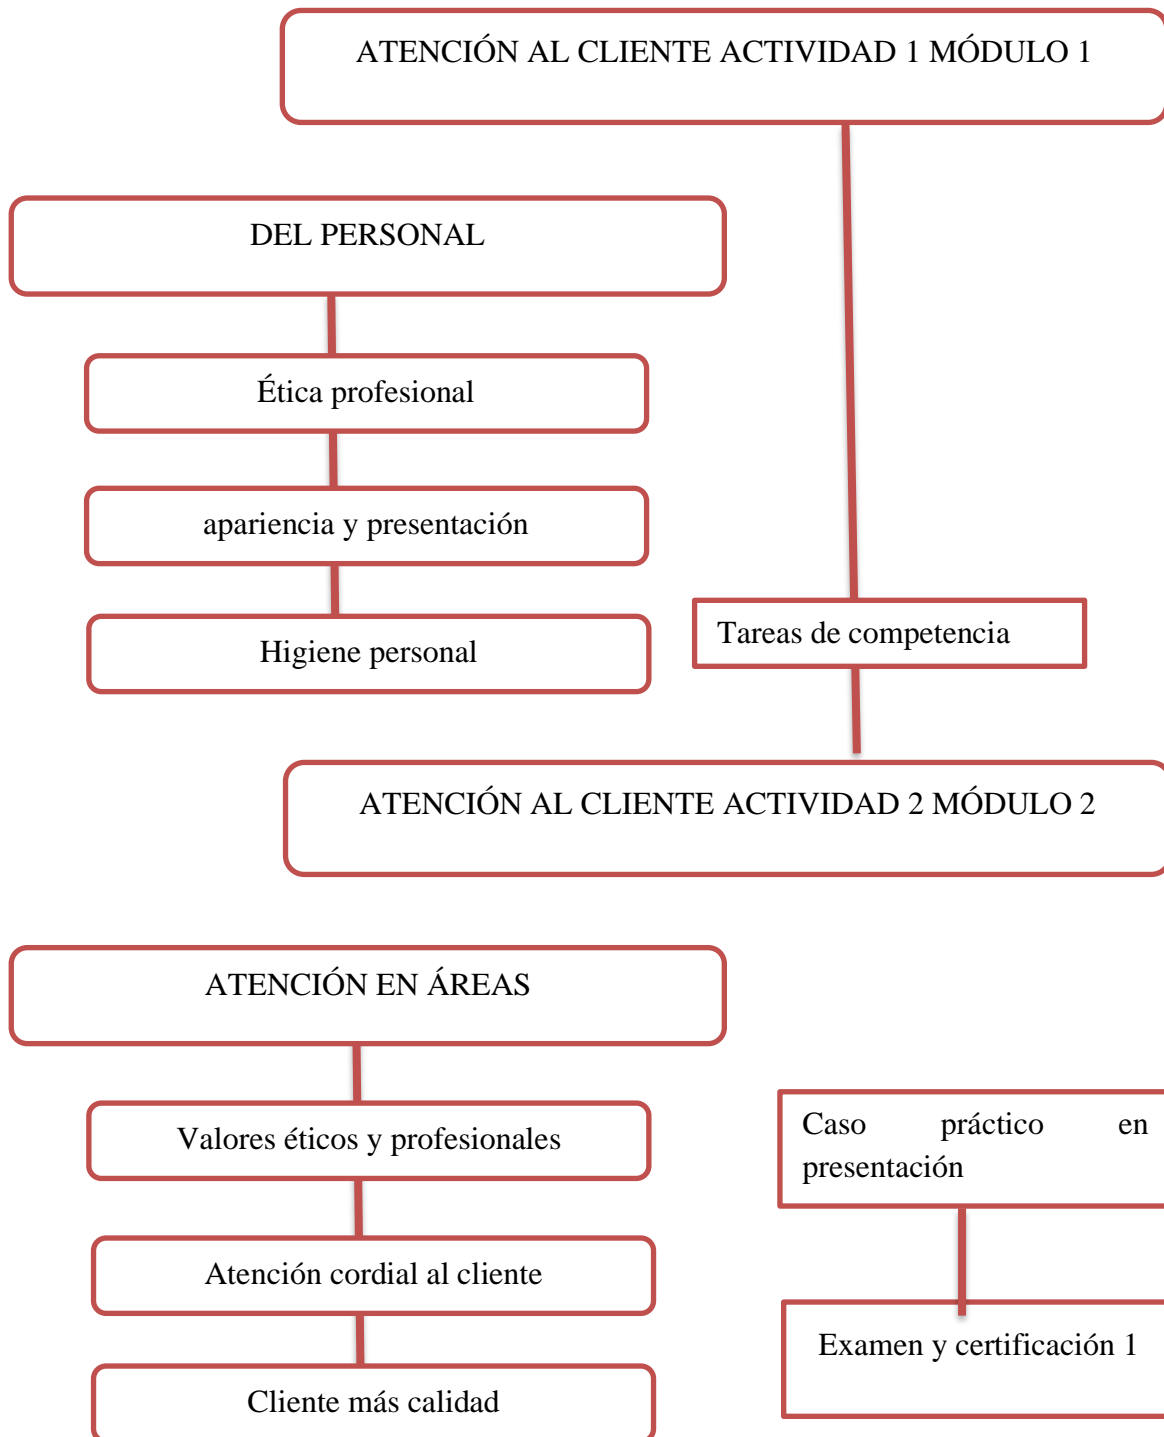 ATENCIÓN AL CLIENTE ACTIVIDAD 1 MÓDULO 1
DEL PERSONAL
Ética profesional
apariencia y presentación
Higiene personal
Tareas de competencia
ATENCIÓN AL CLIENTE ACTIVIDAD 2 MÓDULO 2
ATENCIÓN EN ÁREAS
Valores éticos y profesionales
Atención cordial al cliente
Cliente más calidad
Caso práctico en
presentación
Examen y certificación 1